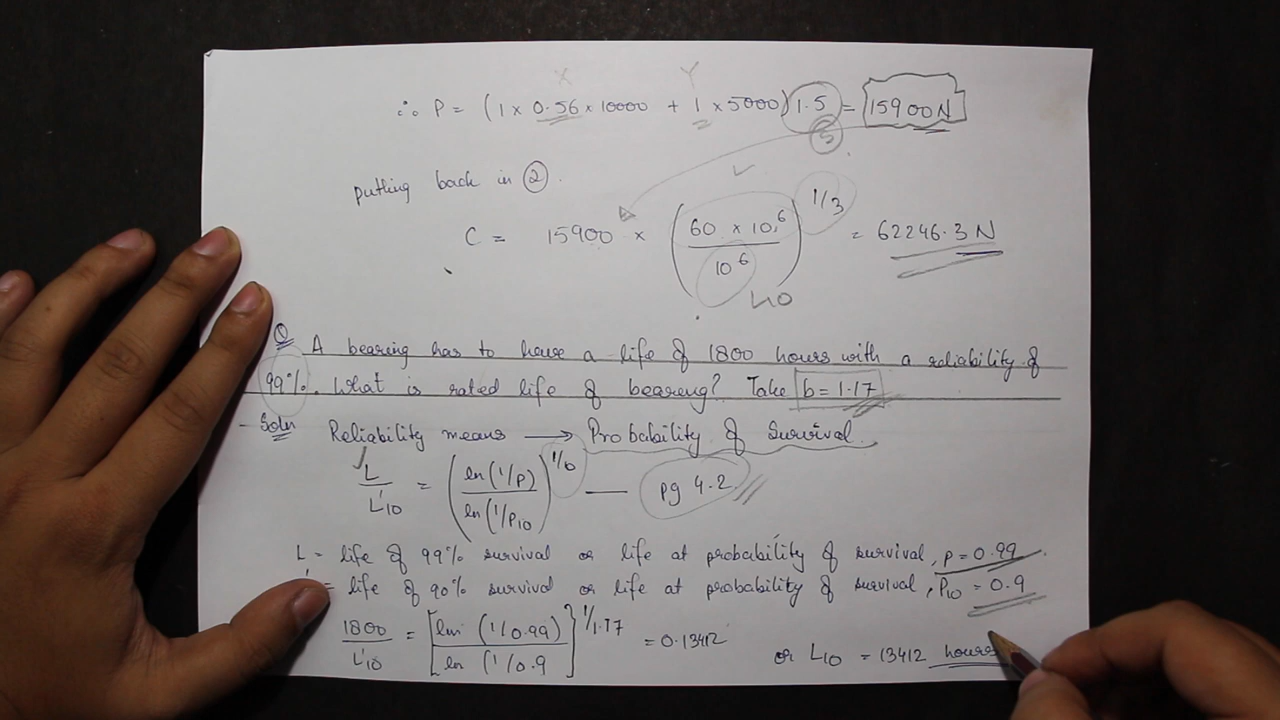 X Y
∴ P = (1 x 0.56 x 10000 + 1 x 5000) 1.5 = 15900 N
5
putting back in ②.
C = 15900 x (60 x 10⁶ / 10⁶)^1/3 = 62246.3 N
L10
Q A bearing has to have a life of 1800 hours with a reliability of
99%. What is rated life of bearing? Take b = 1.17
- Soln Reliability means → Probability of Survival.
L / L'10 = (ln (1/p) / ln (1/p10)^1/b — pg 4.2
L = life of 99% survival or life at probability of survival, p = 0.99
= life of 90% survival or life at probability of survival, P10 = 0.9
1800 / L'10 = [ln (1/0.99) / ln (1/0.9]^1/1.17 = 0.13412 or L10 = 13412 hours